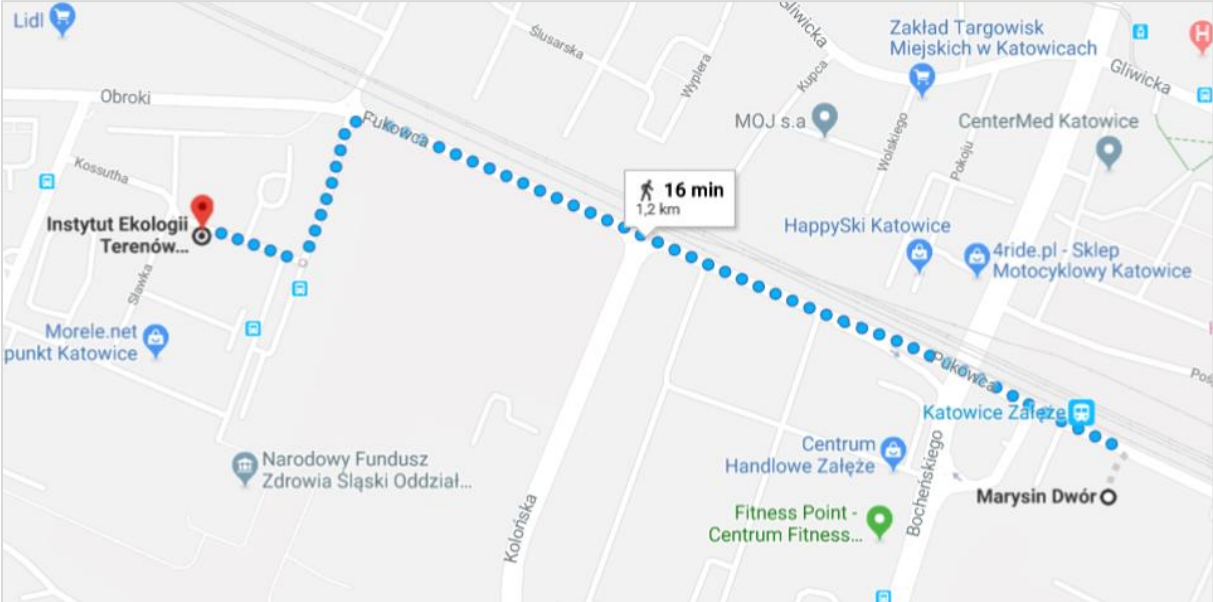 Lidl
Obroki
Kossutha
Instytut Ekologii
Terenów...
Sławka
Morele.net
punkt Katowice
Narodowy Fundusz
Zdrowia Śląski Oddział...
Pukowca
Ślusarska
Wyplera
Gliwicka
Kupca
MOJ s.a
16 min
1,2 km
Zakład Targowisk
Miejskich w Katowicach
Gliwicka
H
CenterMed Katowice
Wolskiego
Pokoju
HappySki Katowice
4ride.pl - Sklep
Motocyklowy Katowice
Pukowca
Katowice Załęże
Centrum
Handlowe Załęże
Bocheńskiego
Marysin Dwór
Fitness Point -
Centrum Fitness...
Kolońska